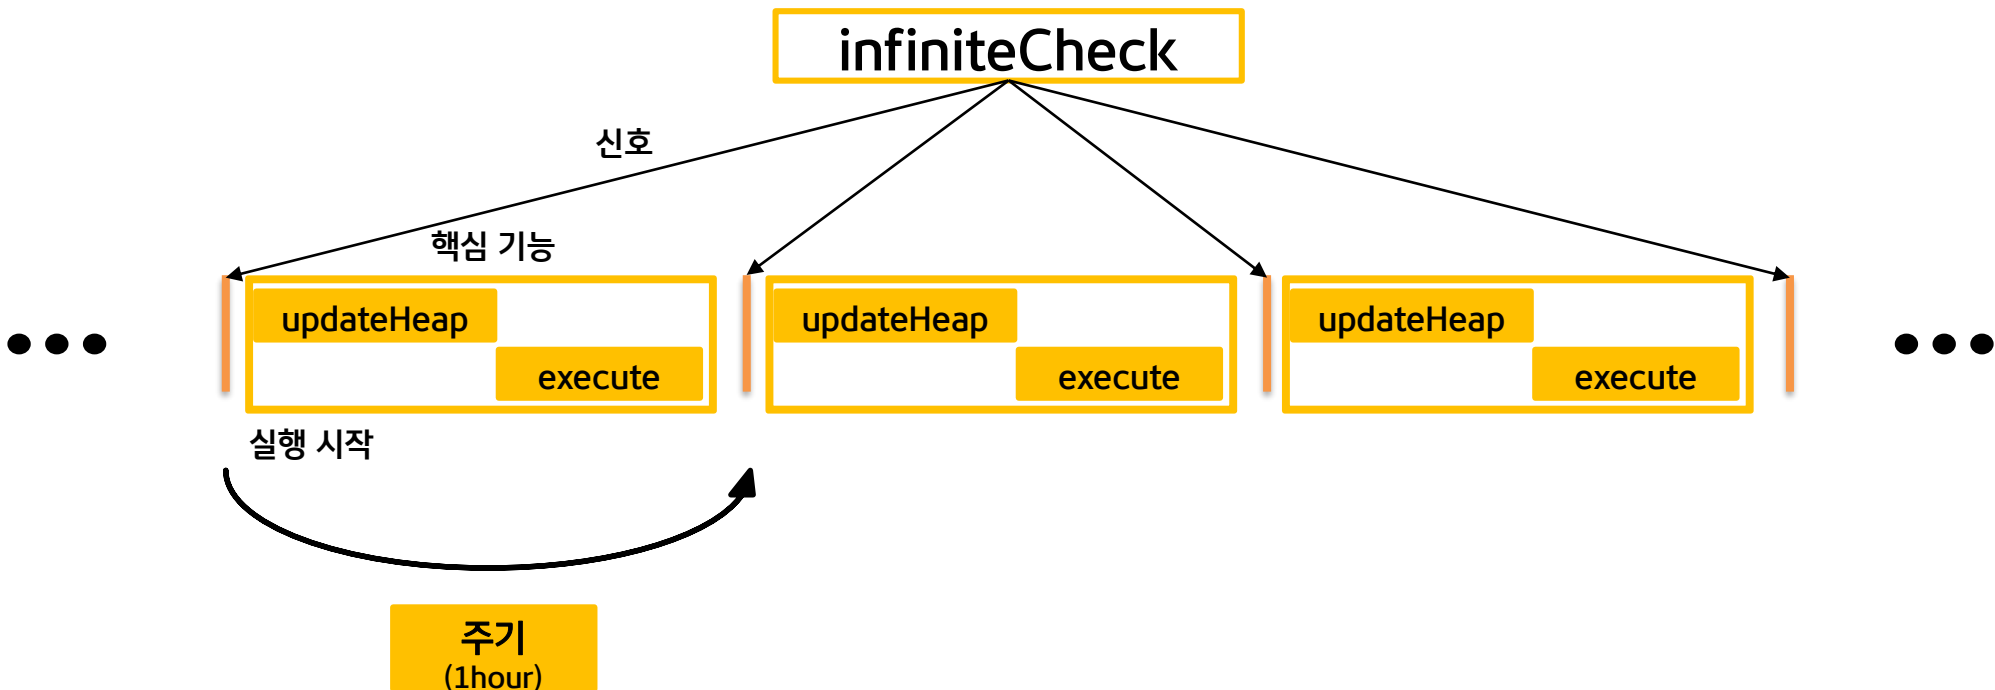 infiniteCheck
신호
핵심 기능
updateHeap
execute
updateHeap
execute
updateHeap
execute
실행 시작
주기
(1hour)